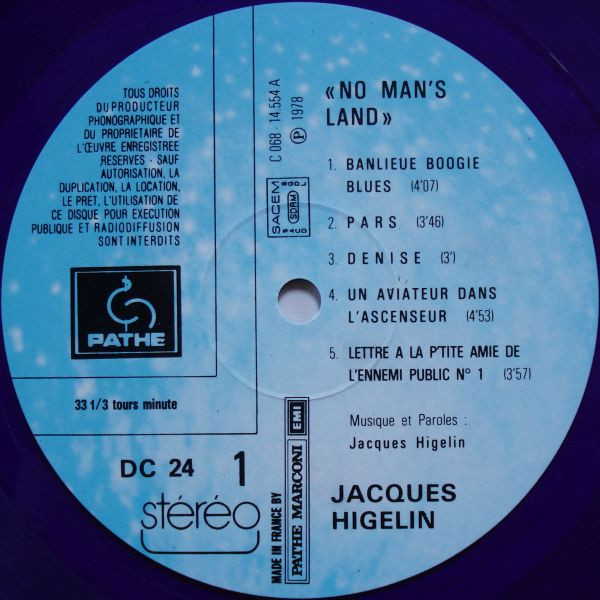 TOUS DROITS
DU PRODUCTEUR
PHONOGRAPHIQUE ET
DU PROPRIETAIRE DE
L'ŒUVRE ENREGISTREE
RESERVES - SAUF
AUTORISATION, LA
DUPLICATION, LA LOCATION,
LE PRET, L'UTILISATION DE
CE DISQUE POUR EXECUTION
PUBLIQUE ET RADIODIFFUSION
SONT INTERDITS
PATHE
33 1/3 tours minute
DC 24 1
stéréo
C 068 - 14.554 A
℗ 1978
SACEM
SDRM
SACD
SGDL
MADE IN FRANCE BY
PATHE MARCONI EMI
«NO MAN'S
LAND»
1. BANLIEUE BOOGIE
BLUES (4'07)
2. PARS (3'46)
3. DENISE (3')
4. UN AVIATEUR DANS
L'ASCENSEUR (4'53)
5. LETTRE A LA P'TITE AMIE DE
L'ENNEMI PUBLIC N° 1 (3'57)
Musique et Paroles :
Jacques Higelin
JACQUES
HIGELIN